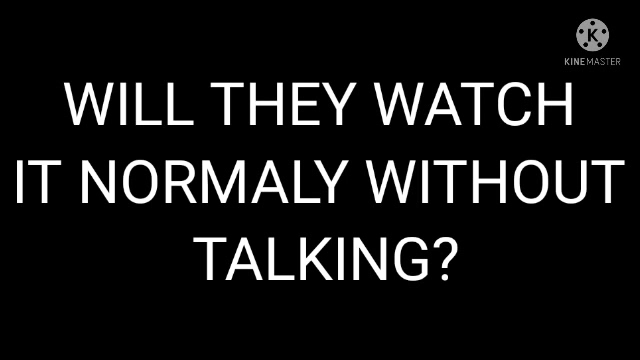 K
KINEMASTER
WILL THEY WATCH
IT NORMALY WITHOUT
TALKING?